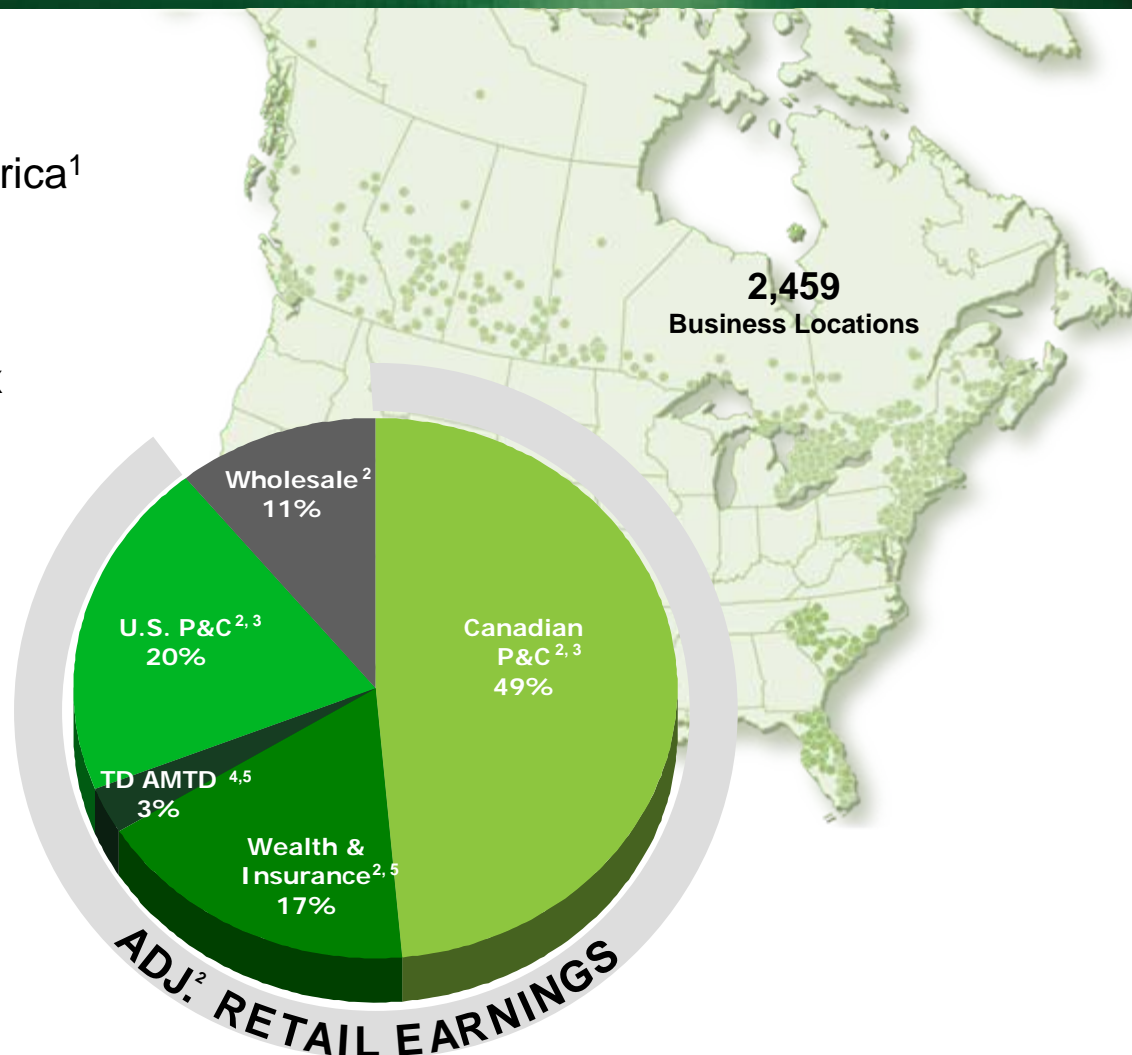 rica¹
2,459
Business Locations
Wholesale²
11%
U.S. P&C²,³
20%
Canadian
P&C²,³
49%
TD AMTD ⁴,⁵
3%
Wealth &
Insurance²,⁵
17%
ADJ.² RETAIL EARNINGS